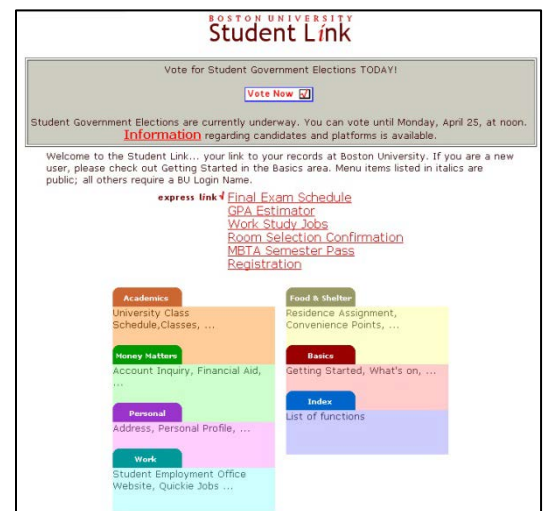 BOSTON UNIVERSITY
Student Link
Vote for Student Government Elections TODAY!
Vote Now
Student Government Elections are currently underway. You can vote until Monday, April 25, at noon.
Information regarding candidates and platforms is available.
Welcome to the Student Link... your link to your records at Boston University. If you are a new
user, please check out Getting Started in the Basics area. Menu items listed in italics are
public; all others require a BU Login Name.
express link Final Exam Schedule
GPA Estimator
Work Study Jobs
Room Selection Confirmation
MBTA Semester Pass
Registration
Academics
University Class
Schedule,Classes, ...
Money Matters
Account Inquiry, Financial Aid,
...
Personal
Address, Personal Profile, ...
Work
Student Employment Office
Website, Quickie Jobs ...
Food & Shelter
Residence Assignment,
Convenience Points, ...
Basics
Getting Started, What's on, ...
Index
List of functions